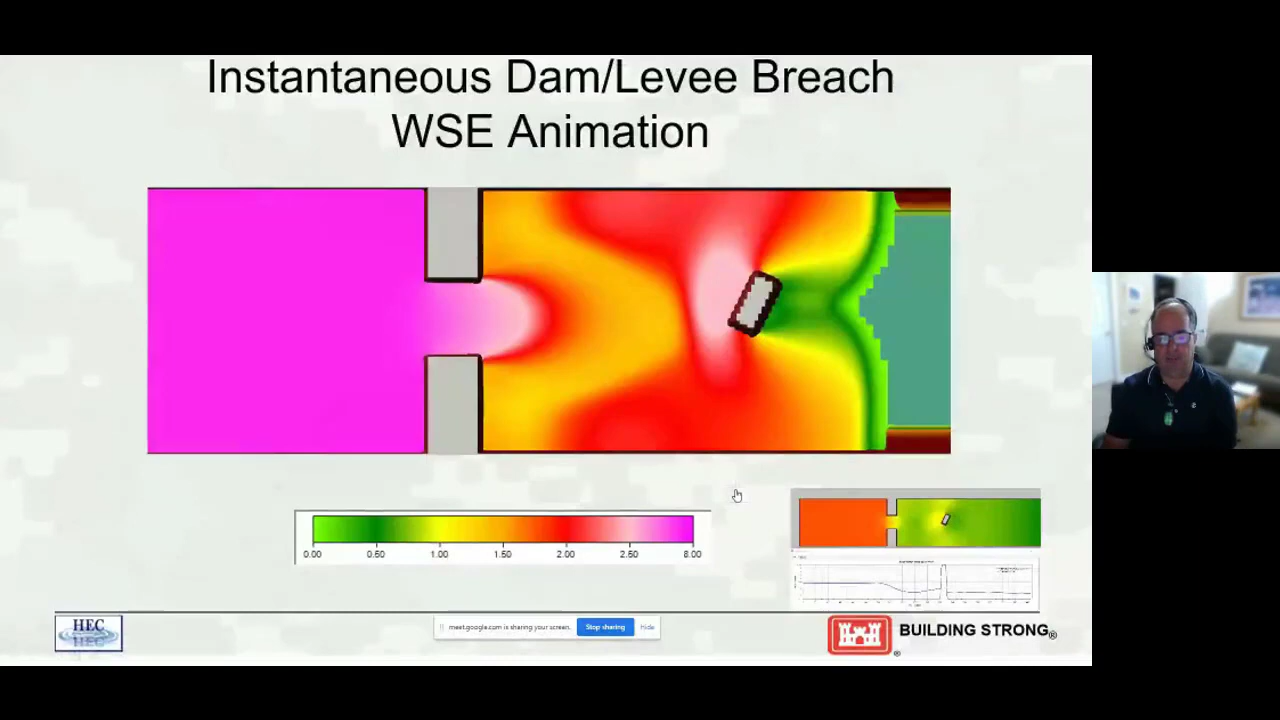 Instantaneous Dam/Levee Breach
WSE Animation
0.00 0.50 1.00 1.50 2.00 2.50 8.00
HEC
meet.google.com is sharing your screen. Stop sharing Hide
BUILDING STRONG®
®